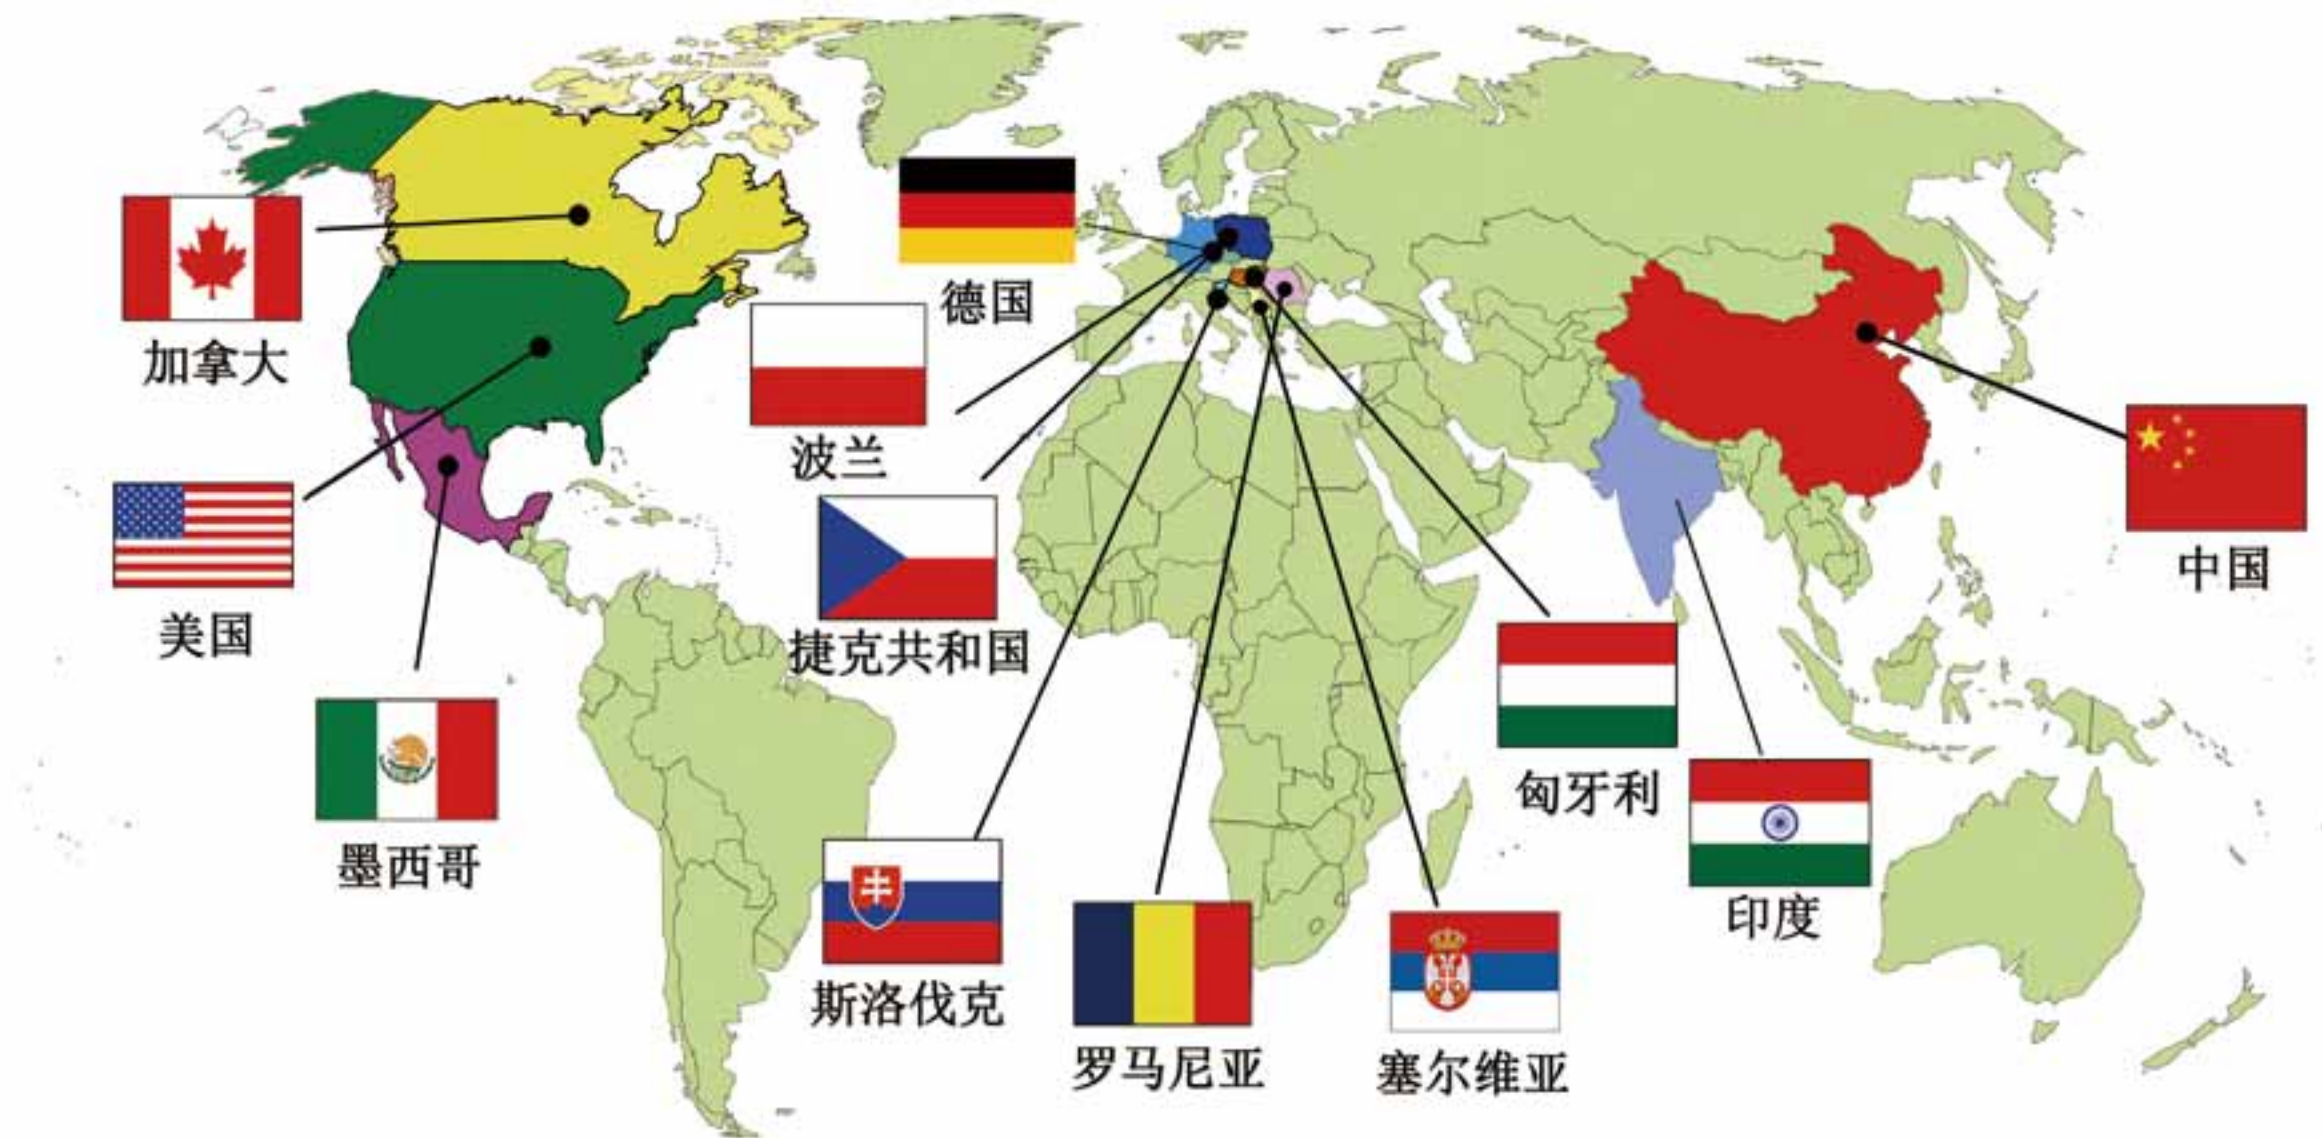 加拿大
德国
波兰
美国
捷克共和国
中国
墨西哥
斯洛伐克
罗马尼亚
塞尔维亚
匈牙利
印度